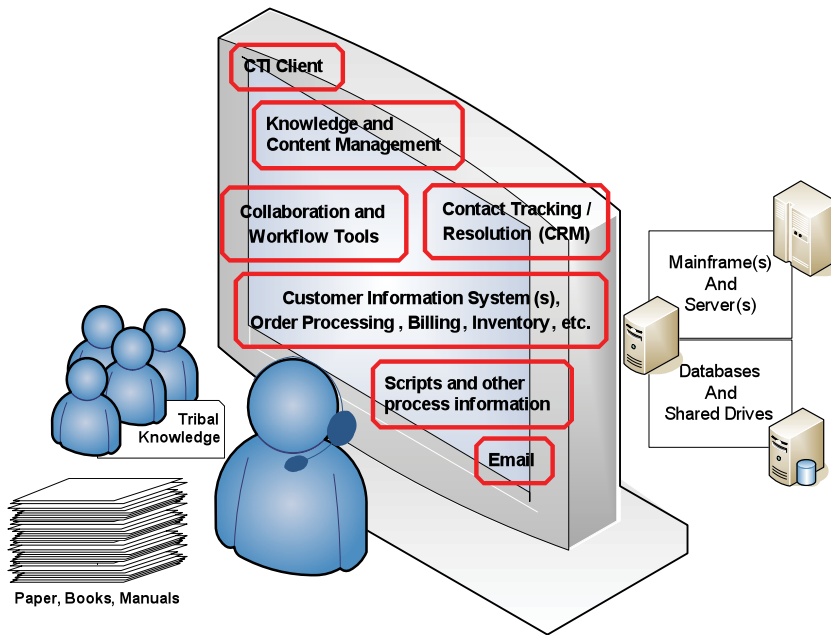 CTI Client
Knowledge and
Content Management
Collaboration and
Workflow Tools
Contact Tracking /
Resolution (CRM)
Customer Information System (s),
Order Processing , Billing, Inventory, etc.
Scripts and other
process information
Email
Mainframe(s)
And
Server(s)
Databases
And
Shared Drives
Tribal
Knowledge
Paper, Books, Manuals